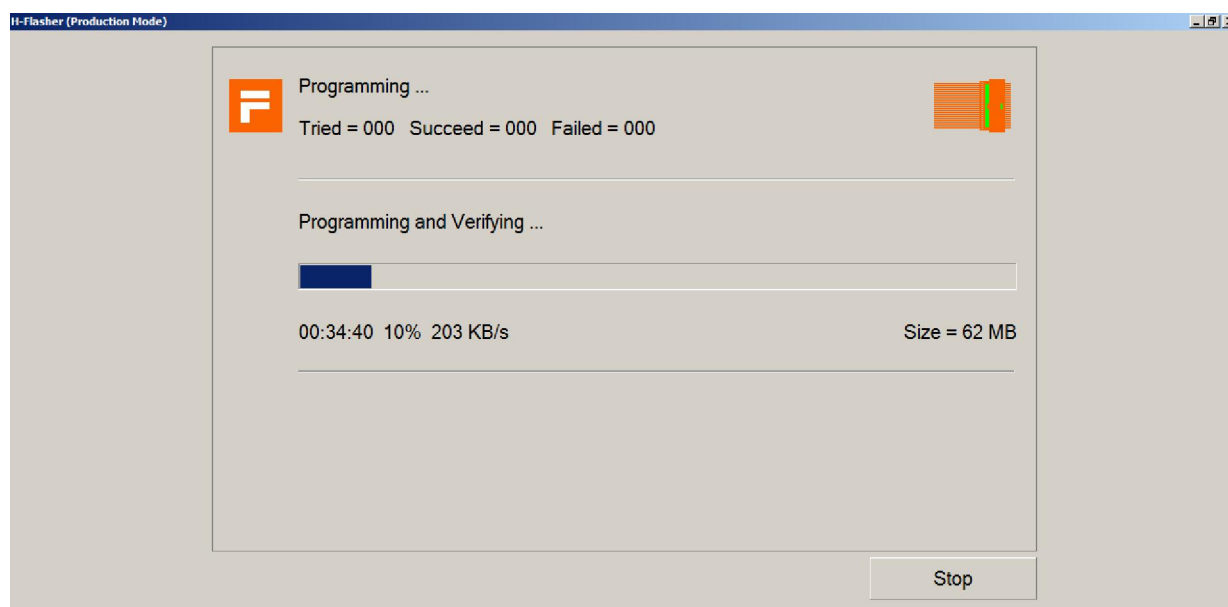 H-Flasher (Production Mode)
Programming ...
Tried = 000 Succeed = 000 Failed = 000
Programming and Verifying ...
00:34:40 10% 203 KB/s Size = 62 MB
Stop